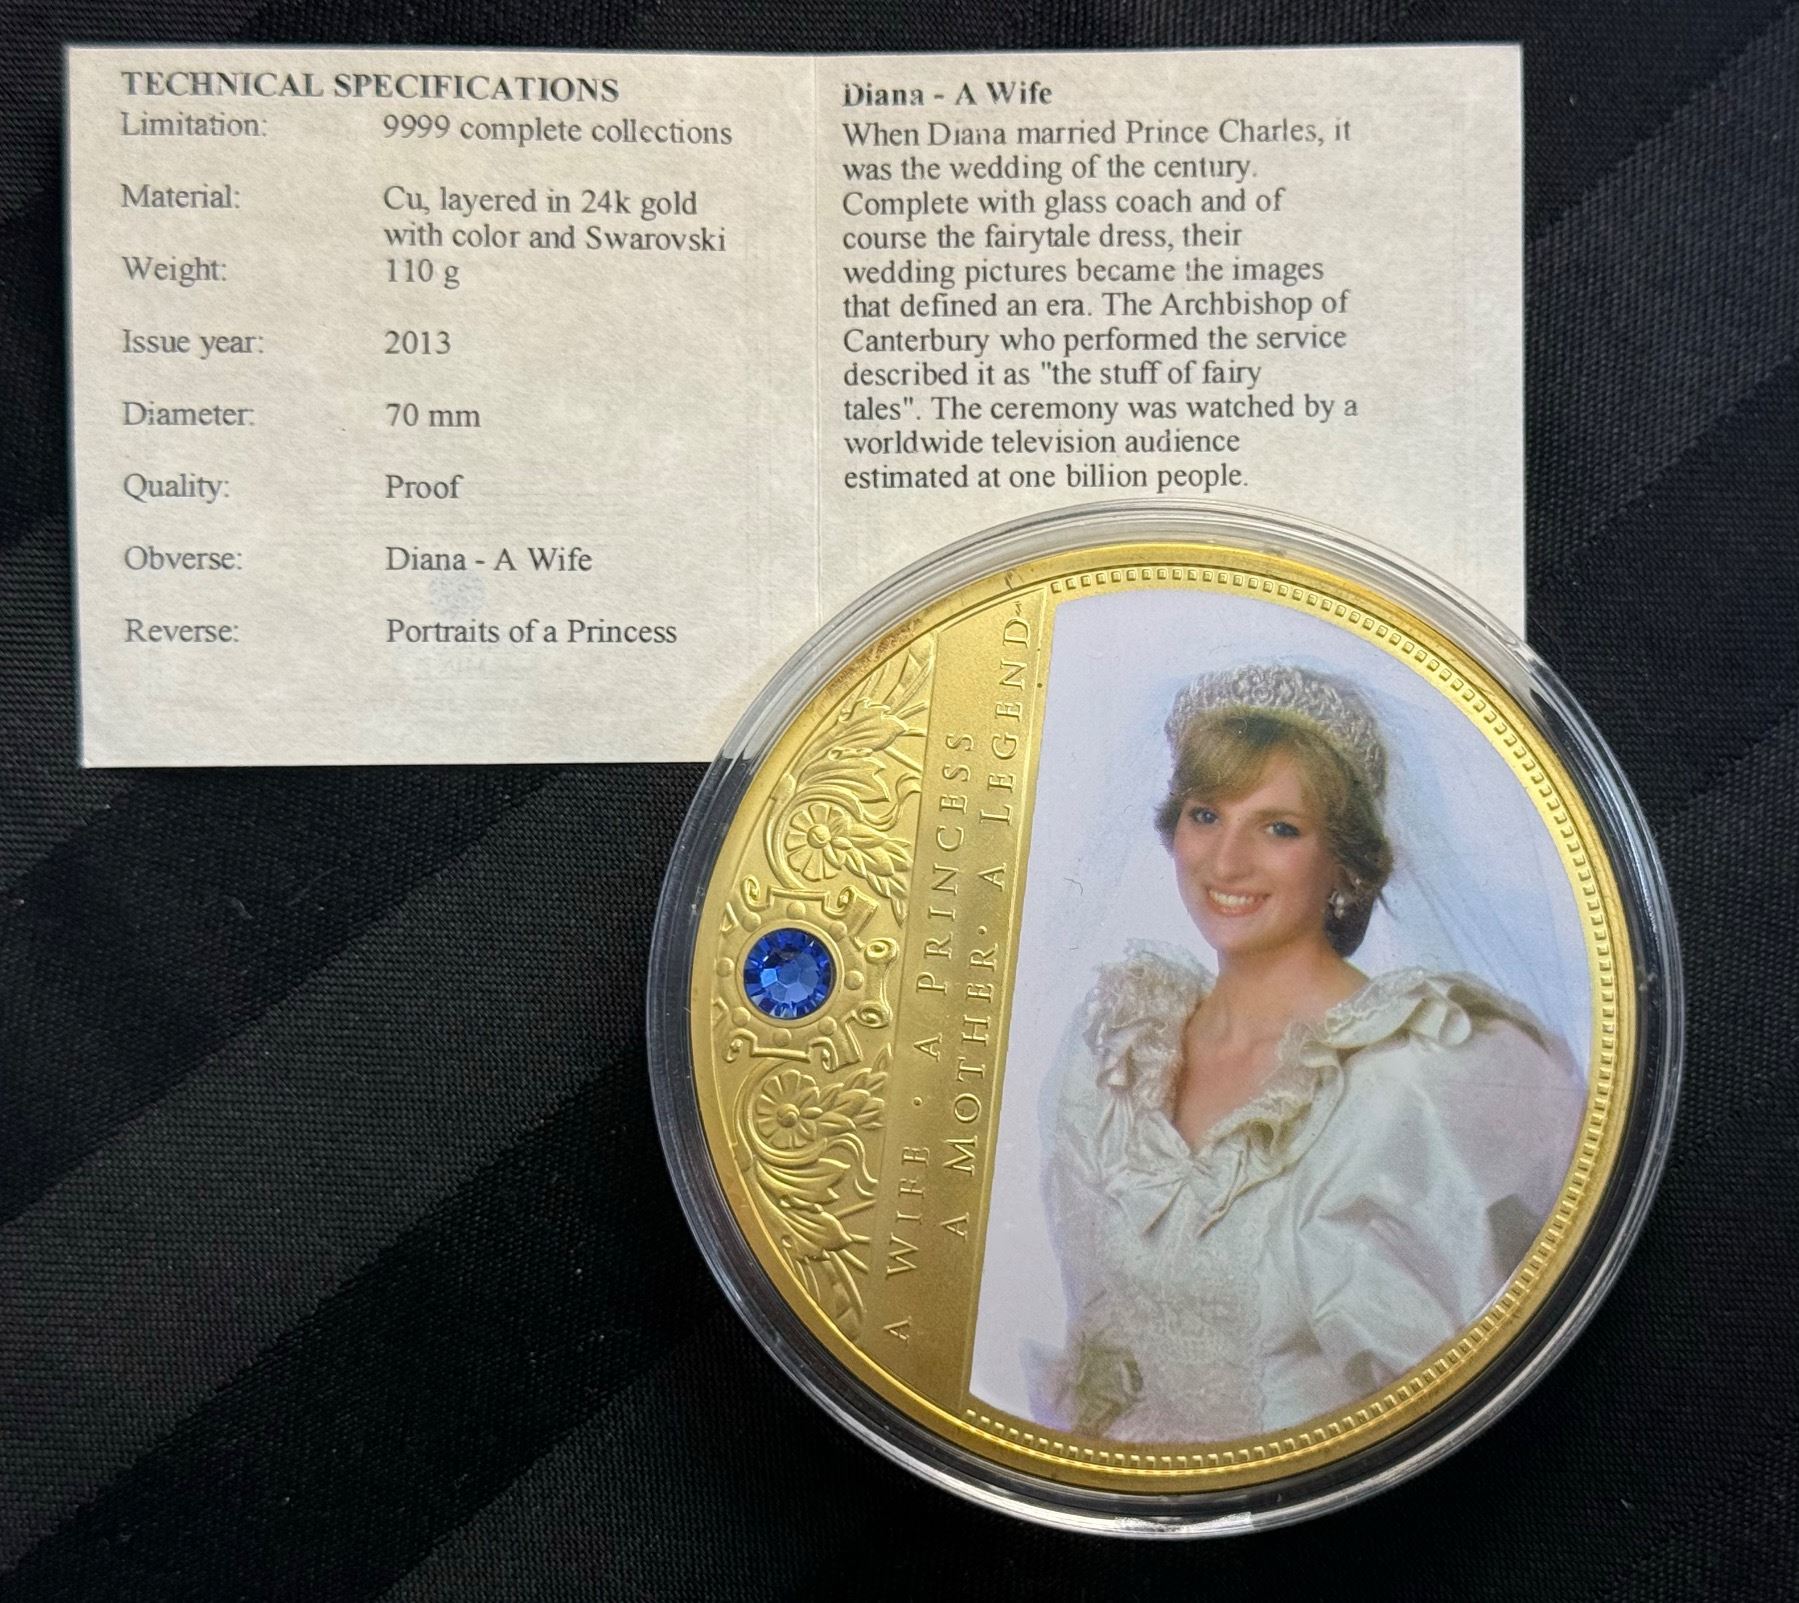 TECHNICAL SPECIFICATIONS
Limitation: 9999 complete collections
Material: Cu, layered in 24k gold
with color and Swarovski
Weight: 110 g
Issue year: 2013
Diameter: 70 mm
Quality: Proof
Obverse: Diana - A Wife
Reverse: Portraits of a Princess
Diana - A Wife
When Diana married Prince Charles, it
was the wedding of the century.
Complete with glass coach and of
course the fairytale dress, their
wedding pictures became the images
that defined an era. The Archbishop of
Canterbury who performed the service
described it as "the stuff of fairy
tales". The ceremony was watched by a
worldwide television audience
estimated at one billion people.
A WIFE · A PRINCESS
A MOTHER · A LEGEND